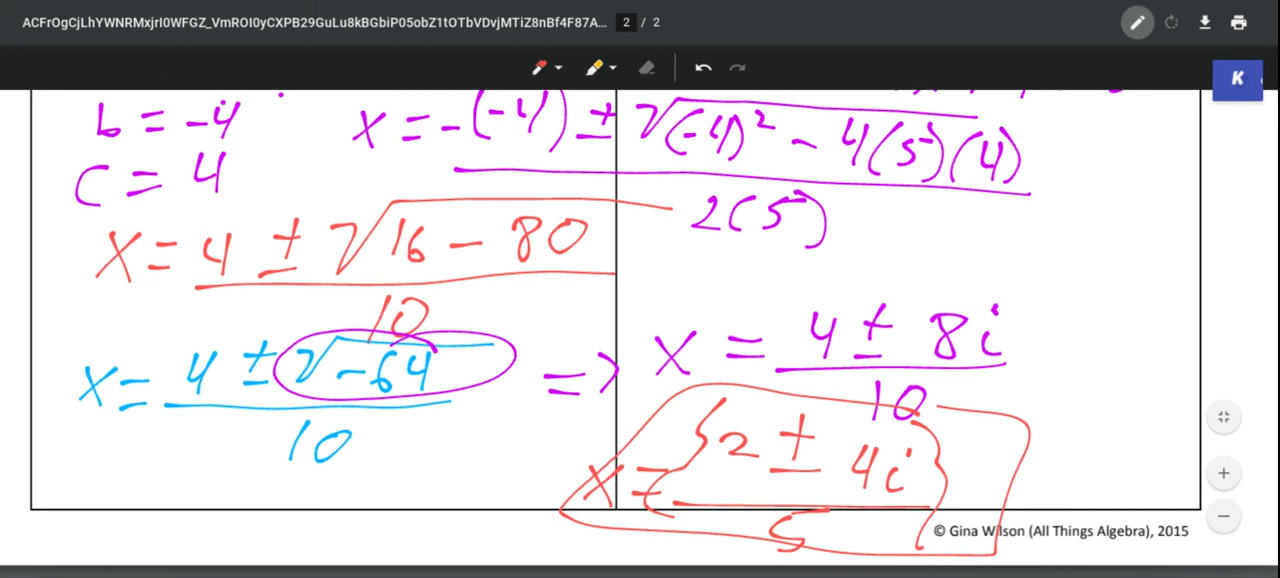 ACFrOgCjLhYWNRMxjrI0WFGZ_VmROI0yCXPB29GuLu8kBGbiP05obZ1tOTbVDvjMTiZ8nBf4F87A... 2 / 2
K
b = -4
x = -(-4) ± √(-4)² - 4(5)(4)
2(5)
c = 4
x = 4 ± √16 - 80
10
x = 4 ± √-64
10
=> x = 4 ± 8i
10
x = { 2 ± 4i }
5
© Gina Wilson (All Things Algebra), 2015